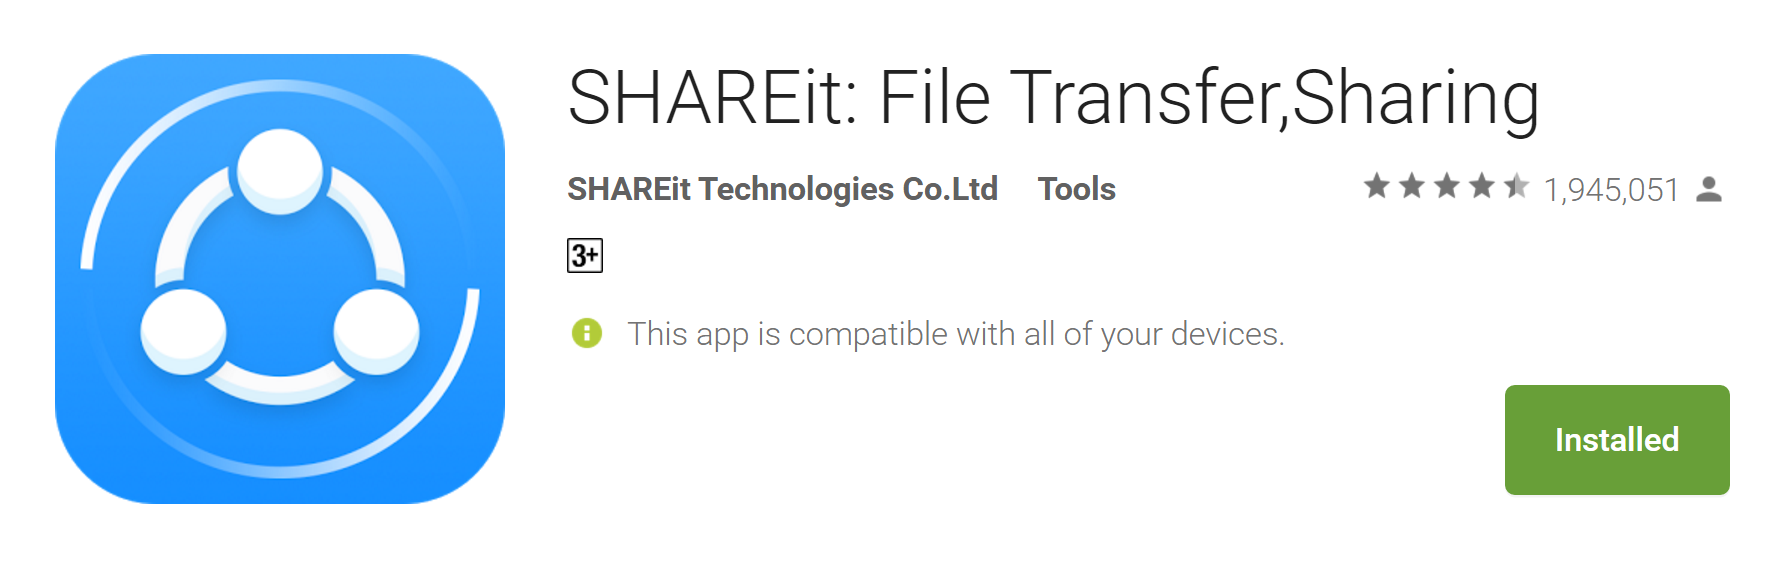 SHAREit: File Transfer,Sharing
SHAREit Technologies Co.Ltd Tools 1,945,051
3+
This app is compatible with all of your devices.
Installed